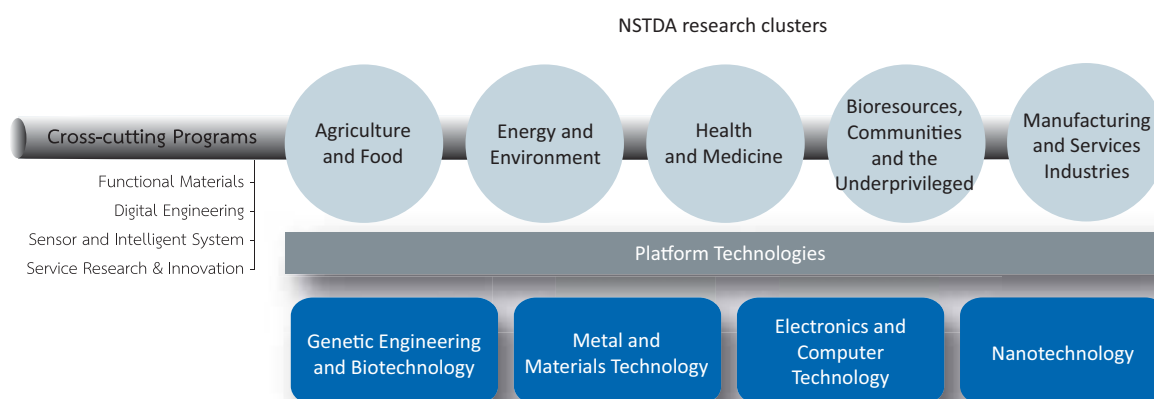 NSTDA research clusters
Cross-cutting Programs
Functional Materials
Digital Engineering
Sensor and Intelligent System
Service Research & Innovation
Agriculture
and Food
Energy and
Environment
Health
and Medicine
Bioresources,
Communities
and the
Underprivileged
Manufacturing
and Services
Industries
Platform Technologies
Genetic Engineering
and Biotechnology
Metal and
Materials Technology
Electronics and
Computer
Technology
Nanotechnology